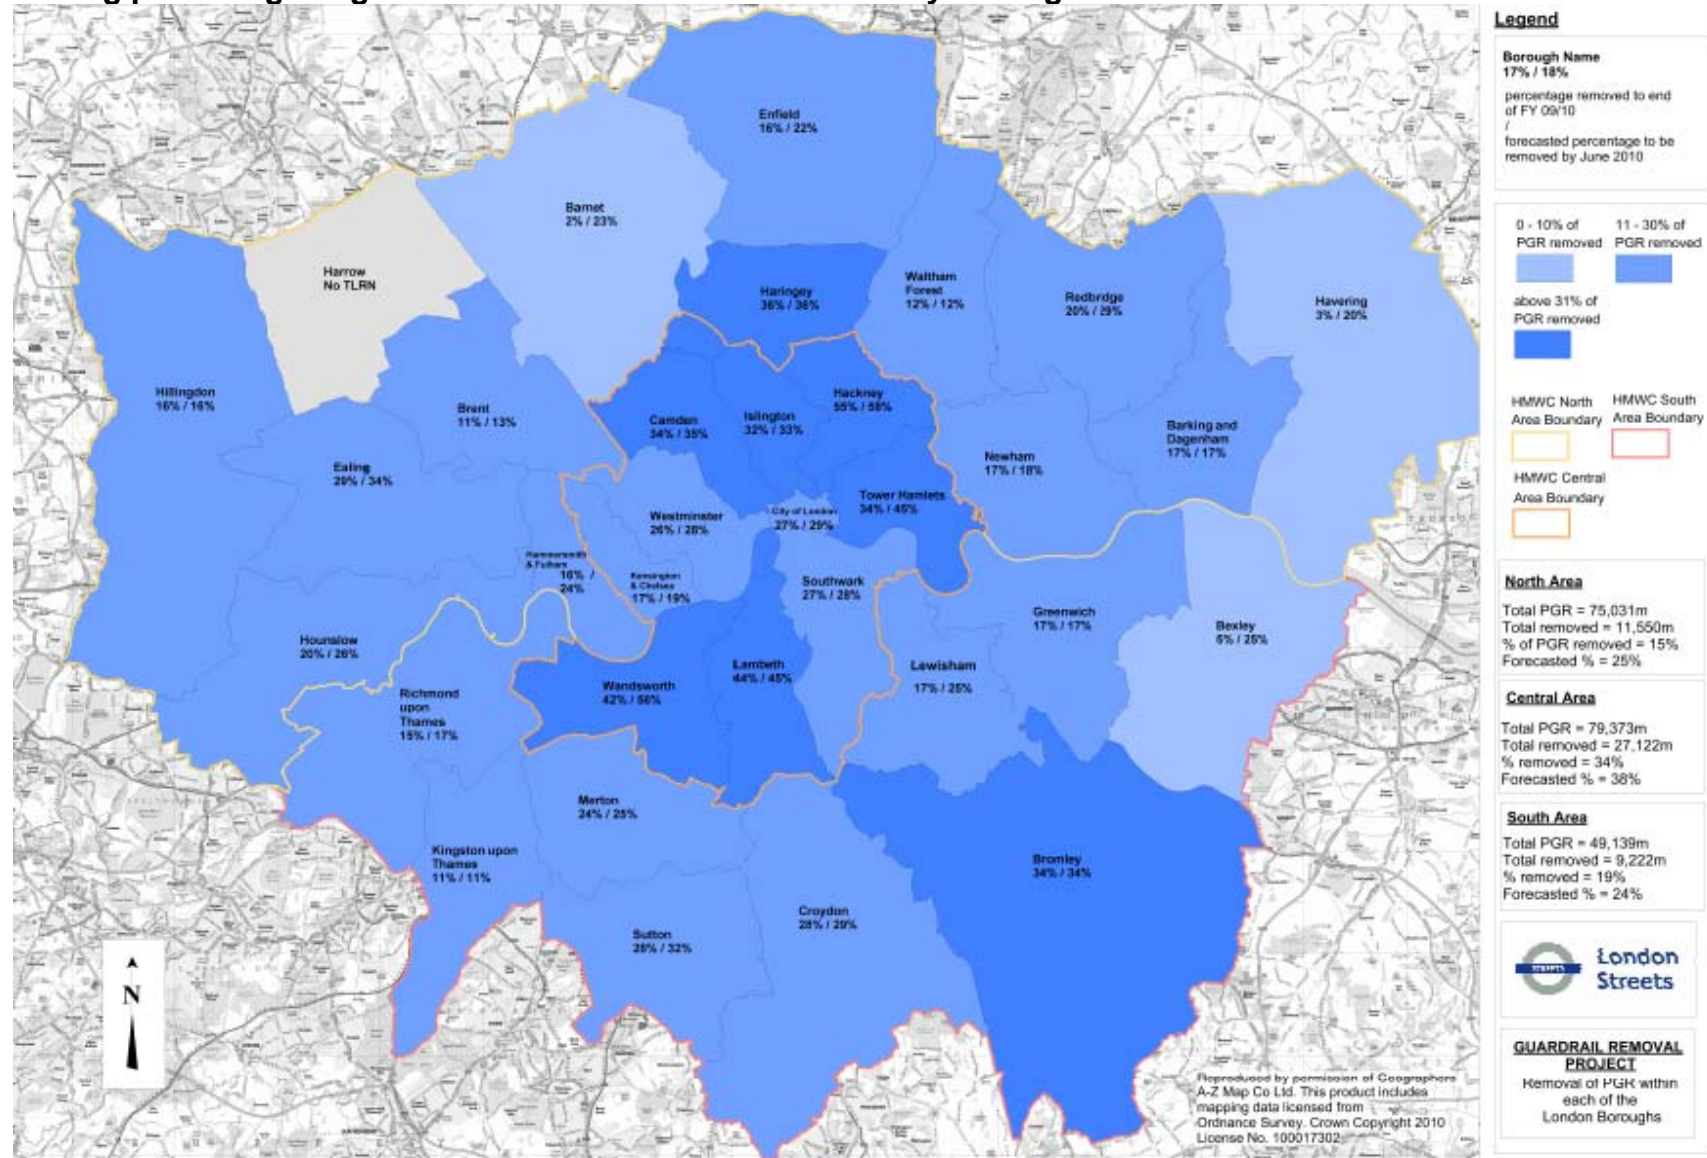 Enfield
16% / 22%
Barnet
2% / 23%
Harrow
No TLRN
Haringey
36% / 36%
Waltham
Forest
12% / 12%
Redbridge
20% / 29%
Havering
3% / 20%
Hillingdon
16% / 16%
Brent
11% / 13%
Camden
34% / 35%
Islington
32% / 33%
Hackney
55% / 58%
Barking and
Dagenham
17% / 17%
Newham
17% / 18%
Ealing
29% / 34%
Westminster
26% / 28%
City of London
27% / 29%
Tower Hamlets
34% / 45%
Hammersmith
& Fulham
16% /
24%
Kensington
& Chelsea
17% / 19%
Southwark
27% / 28%
Greenwich
17% / 17%
Bexley
6% / 25%
Hounslow
20% / 26%
Lambeth
44% / 45%
Lewisham
17% / 25%
Wandsworth
42% / 56%
Richmond
upon
Thames
15% / 17%
Merton
24% / 25%
Kingston upon
Thames
11% / 11%
Bromley
34% / 34%
Croydon
28% / 29%
Sutton
28% / 32%
N
Reproduced by permission of Geographers
A-Z Map Co Ltd. This product includes
mapping data licensed from
Ordnance Survey. Crown Copyright 2010
License No. 100017302
Legend
Borough Name
17% / 18%
percentage removed to end
of FY 09/10
/
forecasted percentage to be
removed by June 2010
0 - 10% of
PGR removed
11 - 30% of
PGR removed
above 31% of
PGR removed
HMWC North
Area Boundary
HMWC South
Area Boundary
HMWC Central
Area Boundary
North Area
Total PGR = 75,031m
Total removed = 11,550m
% of PGR removed = 15%
Forecasted % = 25%
Central Area
Total PGR = 79,373m
Total removed = 27,122m
% removed = 34%
Forecasted % = 38%
South Area
Total PGR = 49,139m
Total removed = 9,222m
% removed = 19%
Forecasted % = 24%
STREETS
London
Streets
GUARDRAIL REMOVAL
PROJECT
Removal of PGR within
each of the
London Boroughs